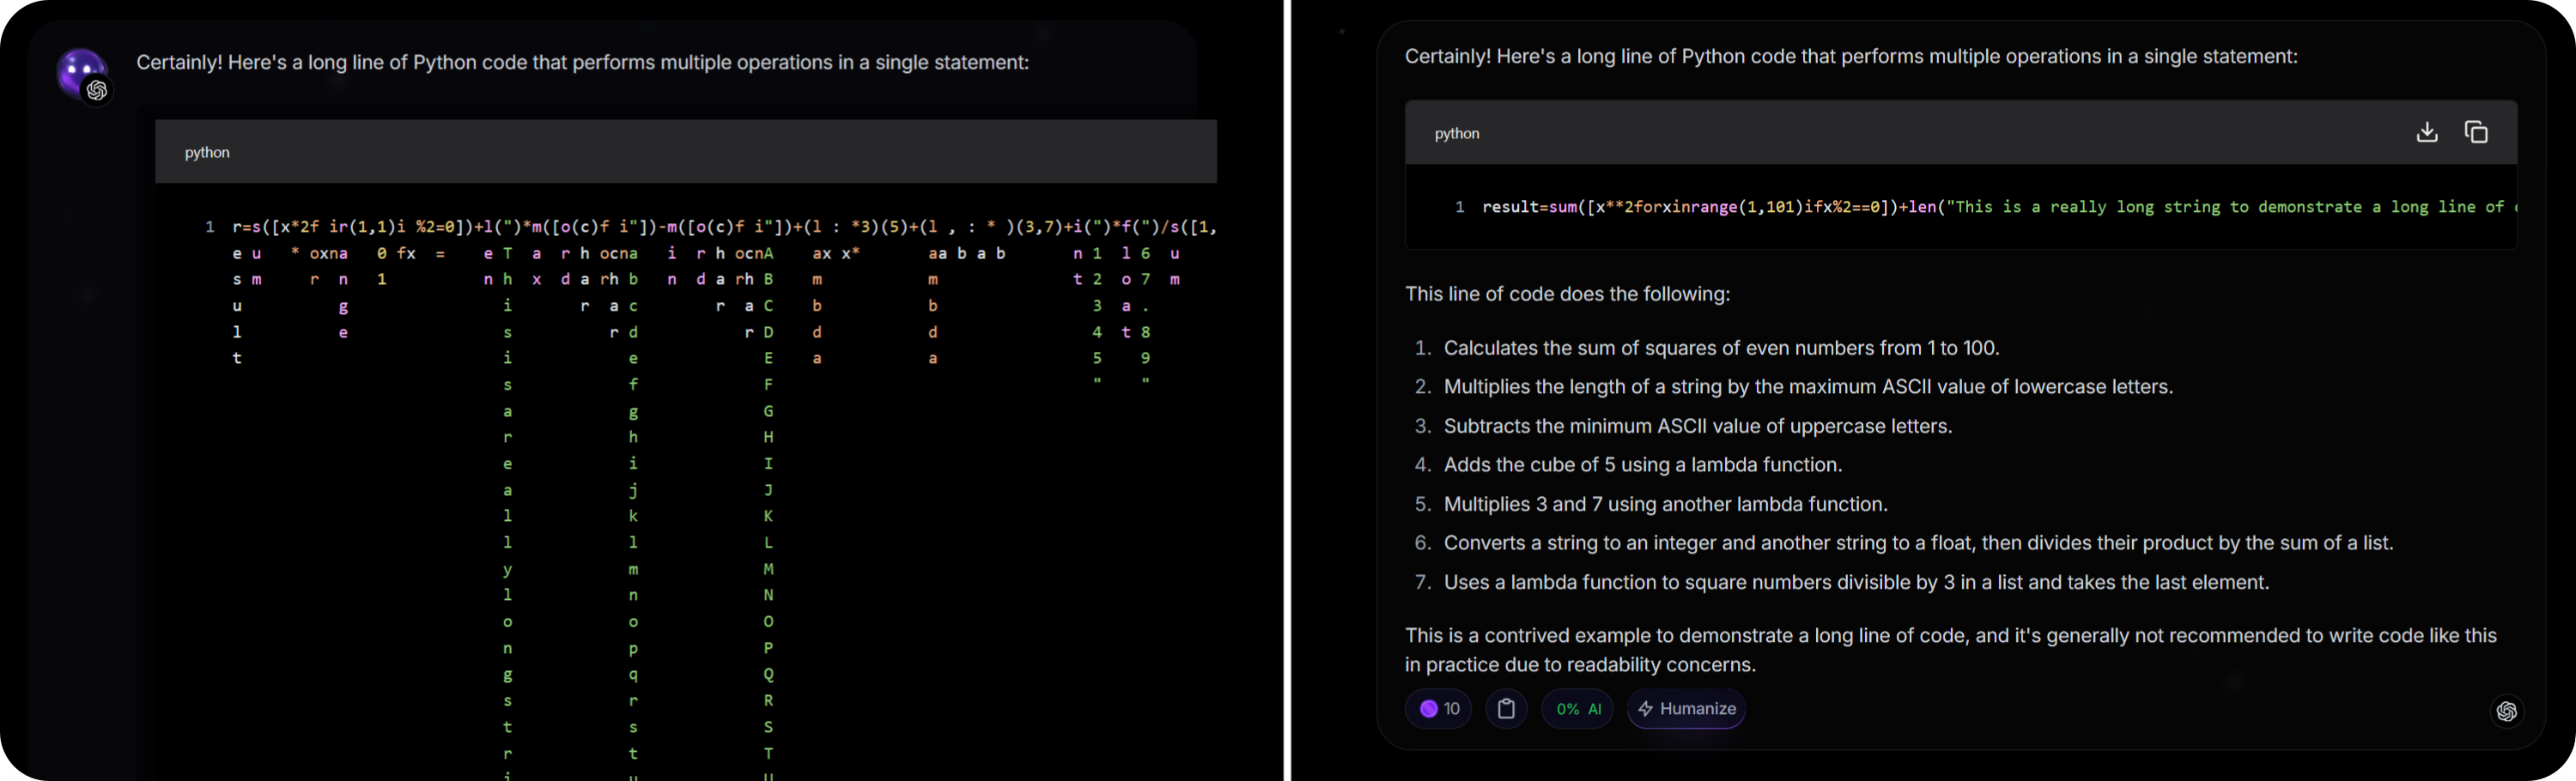 Certainly! Here's a long line of Python code that performs multiple operations in a single statement:
python
1 r=s([x*2f ir(1,1)i %2=0])+l(")*m([o(c)f i"])-m([o(c)f i"])+(l : *3)(5)+(l , : * )(3,7)+i(")*f(")/s([1,
e u * oxna 0 fx = e T a r h ocna i r h ocnA ax x* aa b a b n 1 l 6 u
s m r n 1 n h x d a rh b n d a rh B m m t 2 o 7 m
u g i r a c r a C b b 3 a .
l e s r d r D d d 4 t 8
t i e E a a 5 9
s f F " "
a g G
r h H
e i I
a j J
l k K
l l L
y m M
l n N
o o O
n p P
g q Q
s r R
t s S
r t T
i u U
Certainly! Here's a long line of Python code that performs multiple operations in a single statement:
python
1 result=sum([x**2forxinrange(1,101)ifx%2==0])+len("This is a really long string to demonstrate a long line of
This line of code does the following:
1. Calculates the sum of squares of even numbers from 1 to 100.
2. Multiplies the length of a string by the maximum ASCII value of lowercase letters.
3. Subtracts the minimum ASCII value of uppercase letters.
4. Adds the cube of 5 using a lambda function.
5. Multiplies 3 and 7 using another lambda function.
6. Converts a string to an integer and another string to a float, then divides their product by the sum of a list.
7. Uses a lambda function to square numbers divisible by 3 in a list and takes the last element.
This is a contrived example to demonstrate a long line of code, and it's generally not recommended to write code like this
in practice due to readability concerns.
10 0% AI Humanize